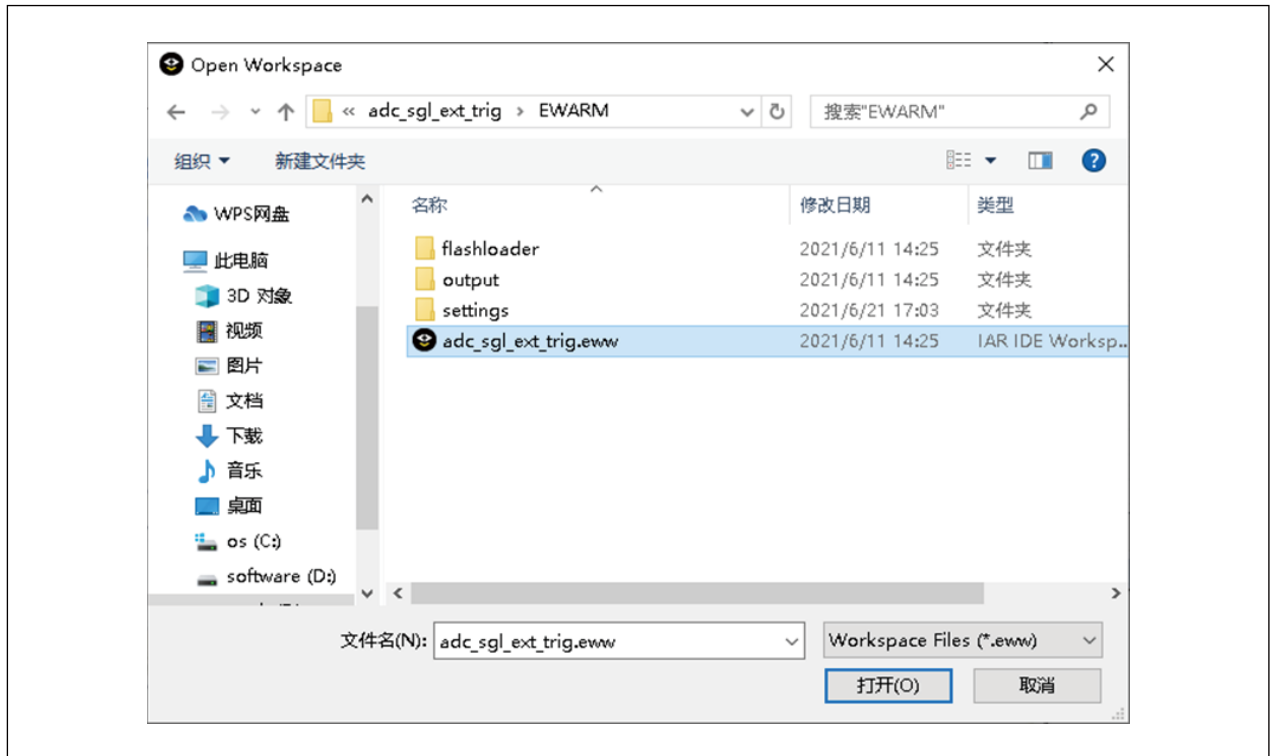 Open Workspace
« adc_sgl_ext_trig > EWARM
搜索"EWARM"
组织
新建文件夹
名称
修改日期
类型
WPS网盘
此电脑
3D 对象
视频
图片
文档
下载
音乐
桌面
os (C:)
software (D:)
flashloader 2021/6/11 14:25 文件夹
output 2021/6/11 14:25 文件夹
settings 2021/6/21 17:03 文件夹
adc_sgl_ext_trig.eww 2021/6/11 14:25 IAR IDE Worksp...
文件名(N): adc_sgl_ext_trig.eww
Workspace Files (*.eww)
打开(O)
取消